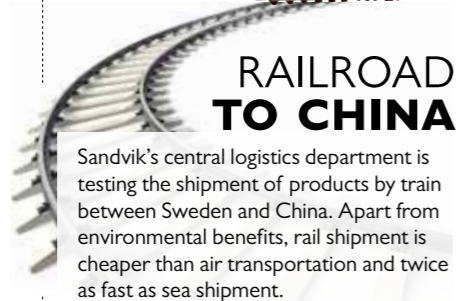 RAILROAD
TO CHINA
Sandvik's central logistics department is
testing the shipment of products by train
between Sweden and China. Apart from
environmental benefits, rail shipment is
cheaper than air transportation and twice
as fast as sea shipment.